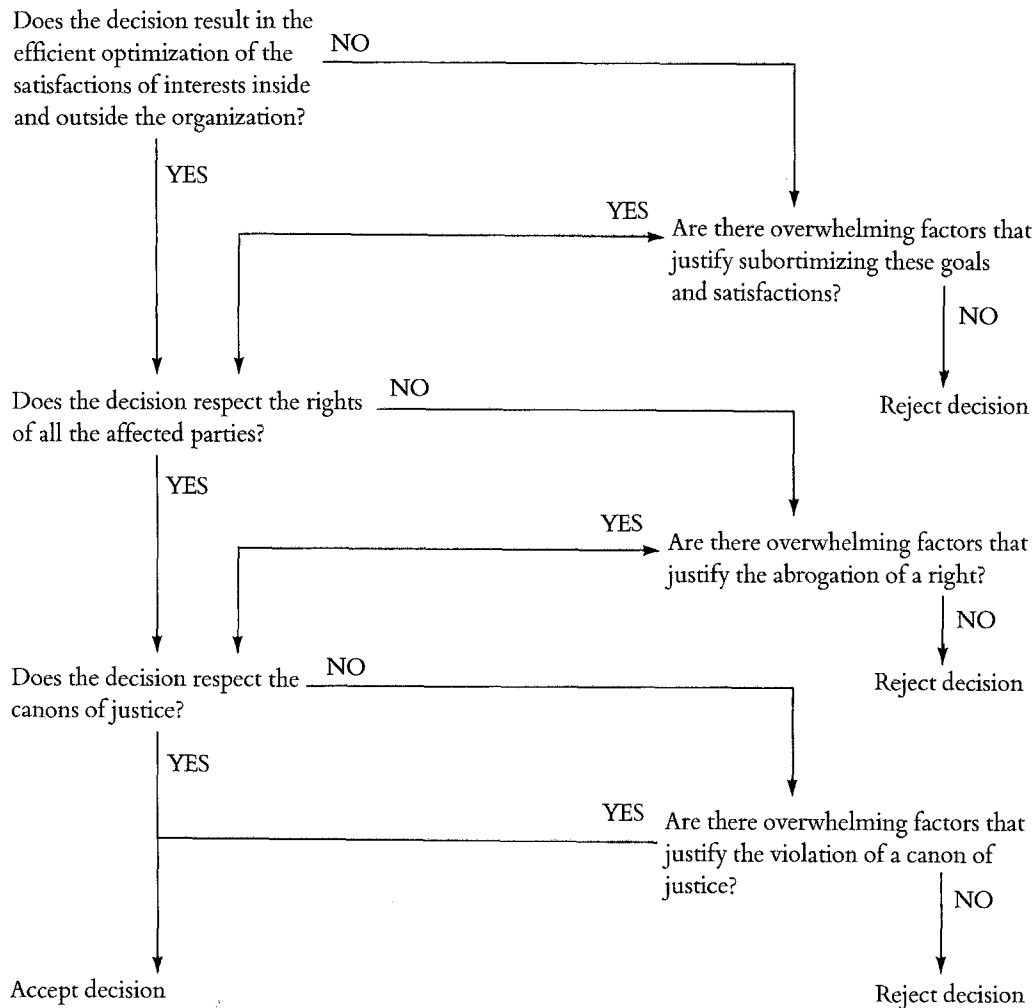 Does the decision result in the
efficient optimization of the
satisfactions of interests inside
and outside the organization?
NO
YES
YES
Are there overwhelming factors that
justify subortimizing these goals
and satisfactions?
NO
Reject decision
Does the decision respect the rights
of all the affected parties?
NO
YES
YES
Are there overwhelming factors that
justify the abrogation of a right?
NO
Reject decision
Does the decision respect the
canons of justice?
NO
YES
YES
Are there overwhelming factors that
justify the violation of a canon of
justice?
NO
Accept decision
Reject decision